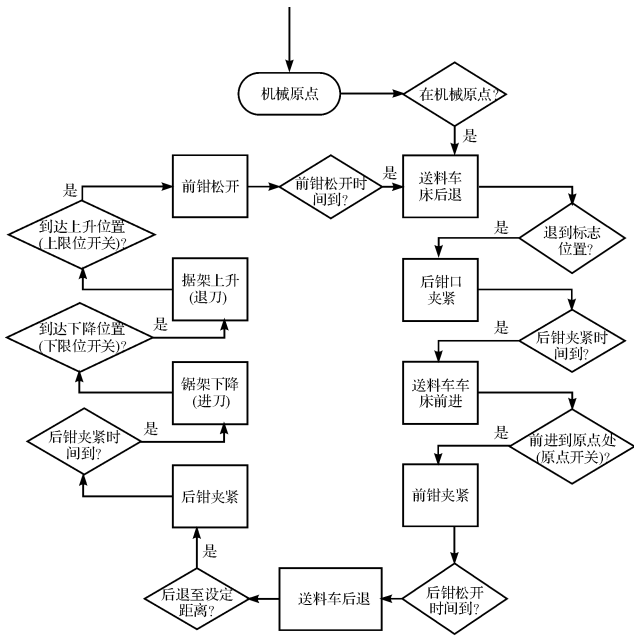 机械原点
在机械原点?
是
送料车
床后退
退到标志
位置?
是
后钳口
夹紧
后钳夹紧时
间到?
是
送料车车
床前进
前进到原点处
(原点开关)?
是
前钳夹紧
后钳松开
时间到?
送料车后退
后退至设定
距离?
是
后钳夹紧
后钳夹紧时
间到?
是
锯架下降
(进刀)
到达下降位置
(下限位开关)?
是
据架上升
(退刀)
到达上升位置
(上限位开关)?
是
前钳松开
前钳松开时
间到?
是